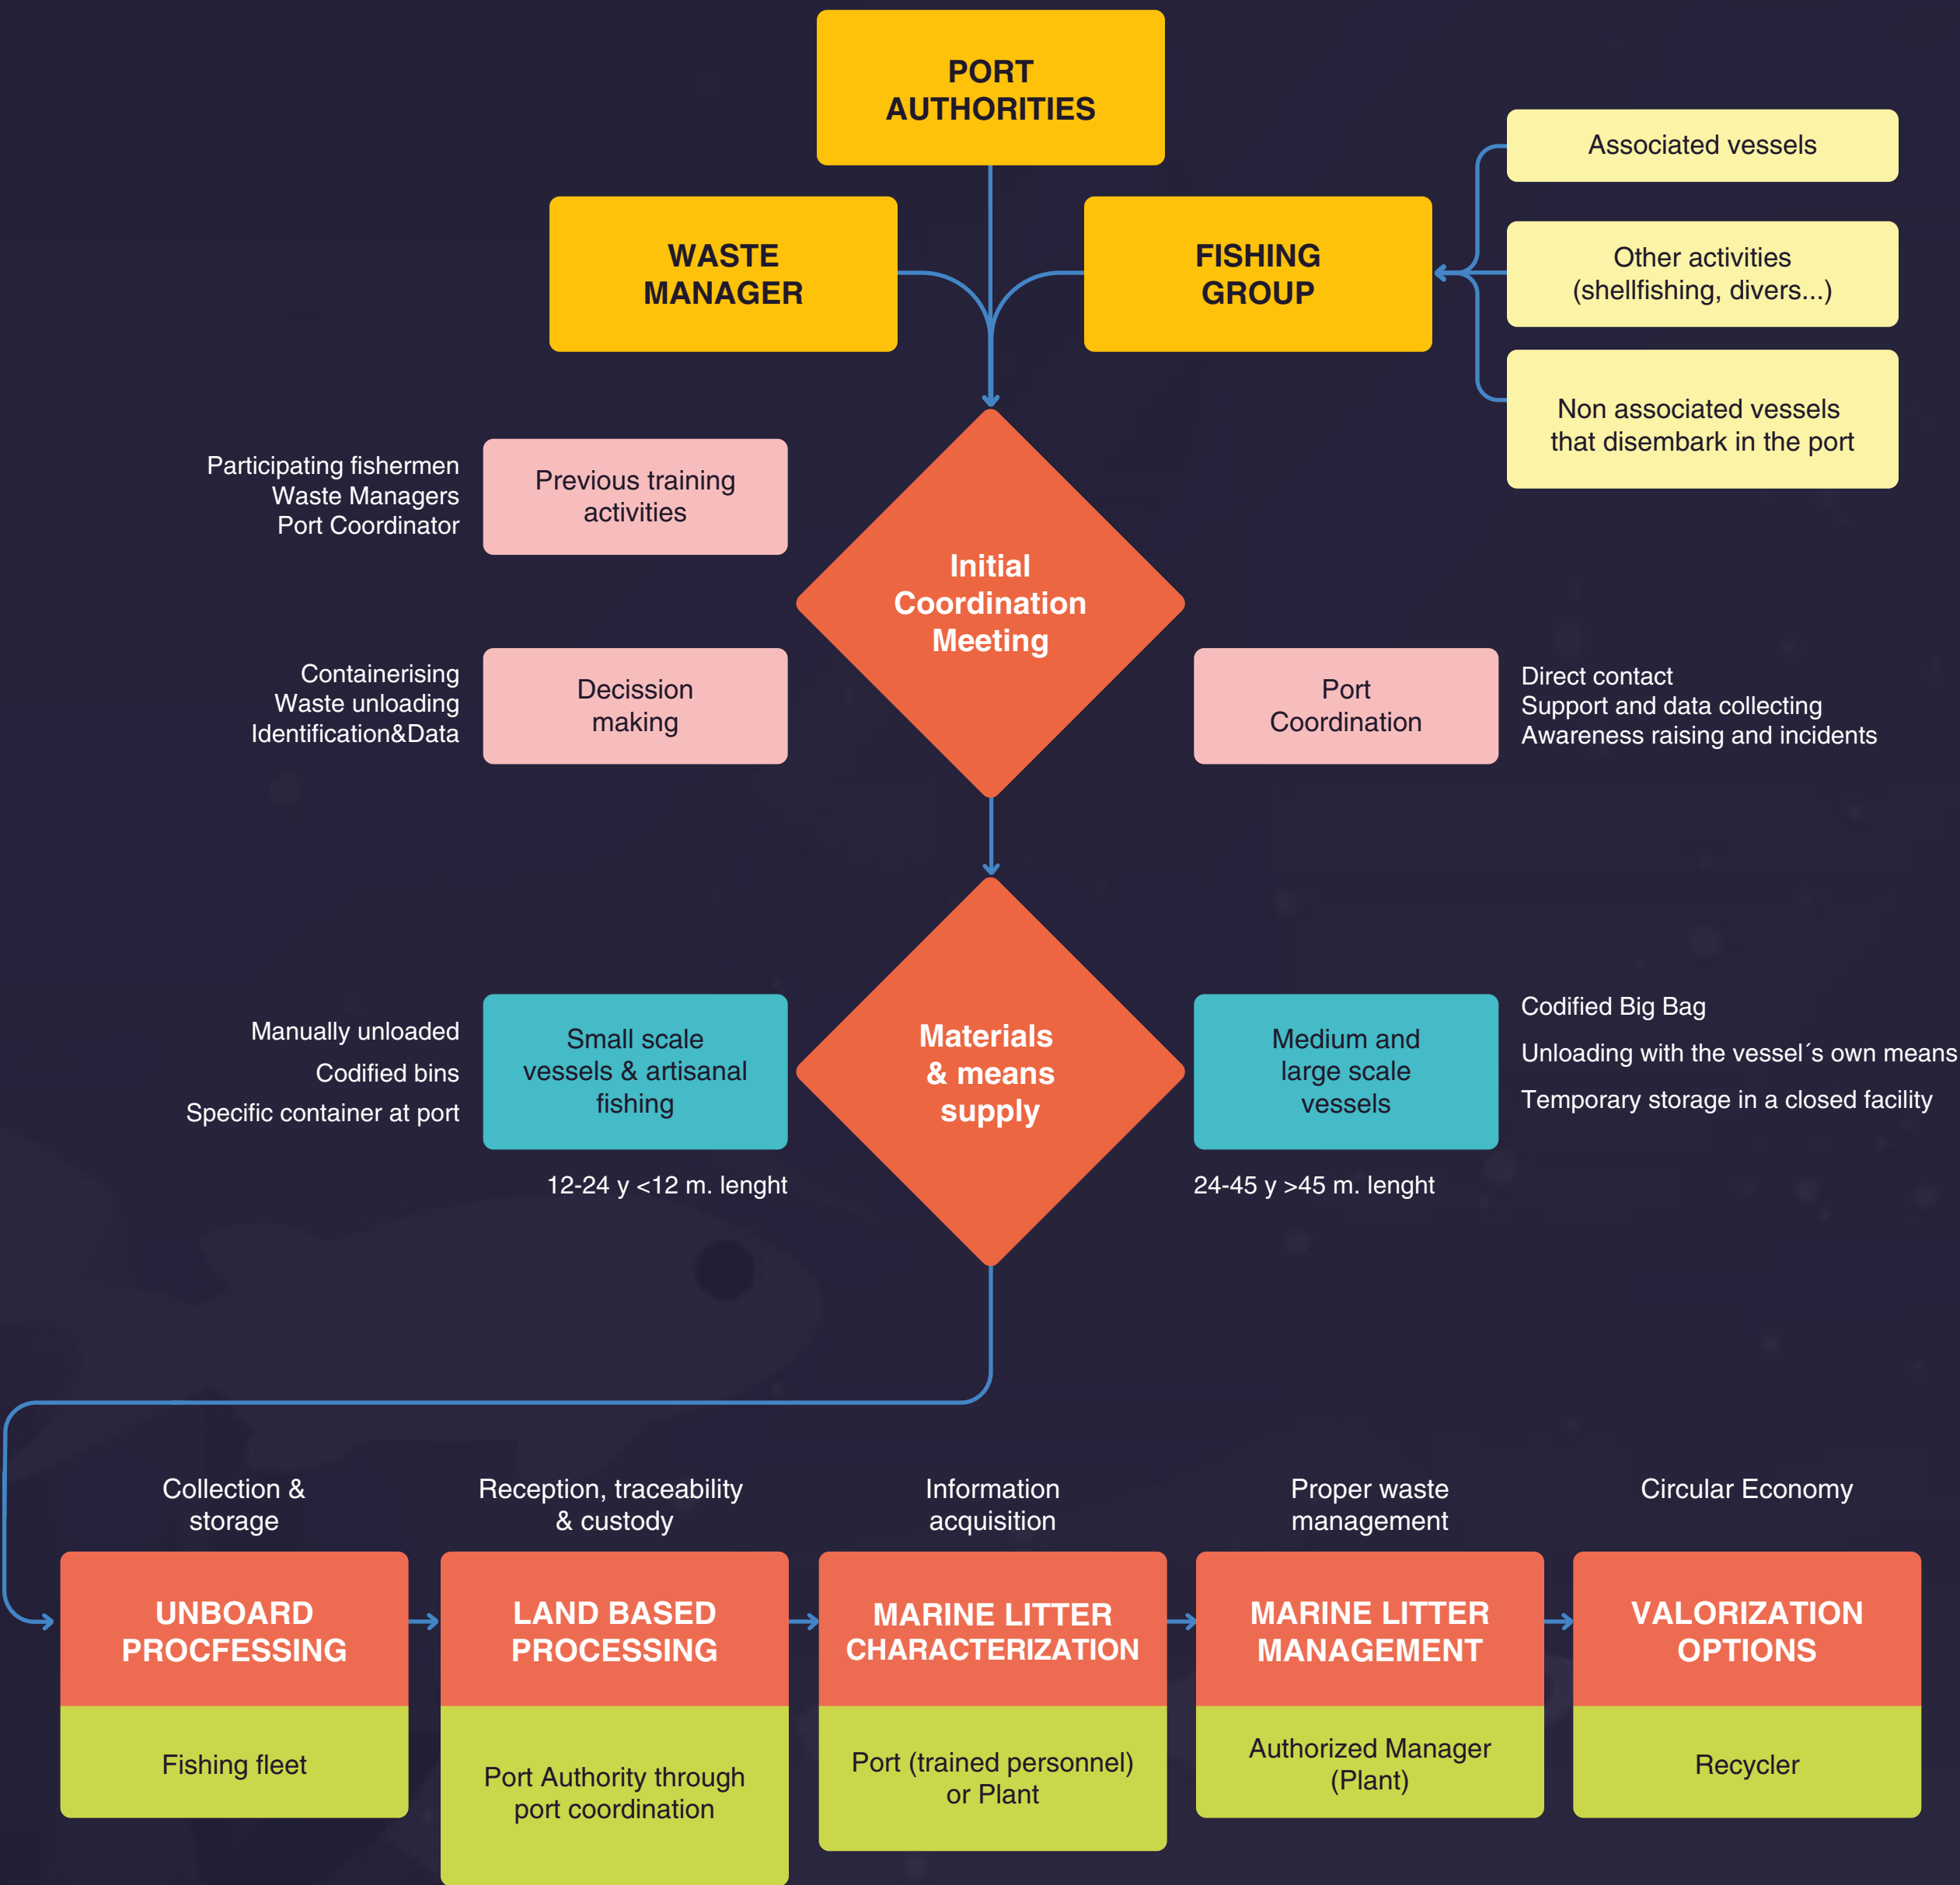 PORT
AUTHORITIES
WASTE
MANAGER
FISHING
GROUP
Associated vessels
Other activities
(shellfishing, divers...)
Non associated vessels
that disembark in the port
Participating fishermen
Waste Managers
Port Coordinator
Previous training
activities
Initial
Coordination
Meeting
Containerising
Waste unloading
Identification&Data
Decission
making
Port
Coordination
Direct contact
Support and data collecting
Awareness raising and incidents
Manually unloaded
Codified bins
Specific container at port
Small scale
vessels & artisanal
fishing
12-24 y <12 m. lenght
Materials
& means
supply
Medium and
large scale
vessels
24-45 y >45 m. lenght
Codified Big Bag
Unloading with the vessel´s own means
Temporary storage in a closed facility
Collection &
storage
UNBOARD
PROCFESSING
Fishing fleet
Reception, traceability
& custody
LAND BASED
PROCESSING
Port Authority through
port coordination
Information
acquisition
MARINE LITTER
CHARACTERIZATION
Port (trained personnel)
or Plant
Proper waste
management
MARINE LITTER
MANAGEMENT
Authorized Manager
(Plant)
Circular Economy
VALORIZATION
OPTIONS
Recycler